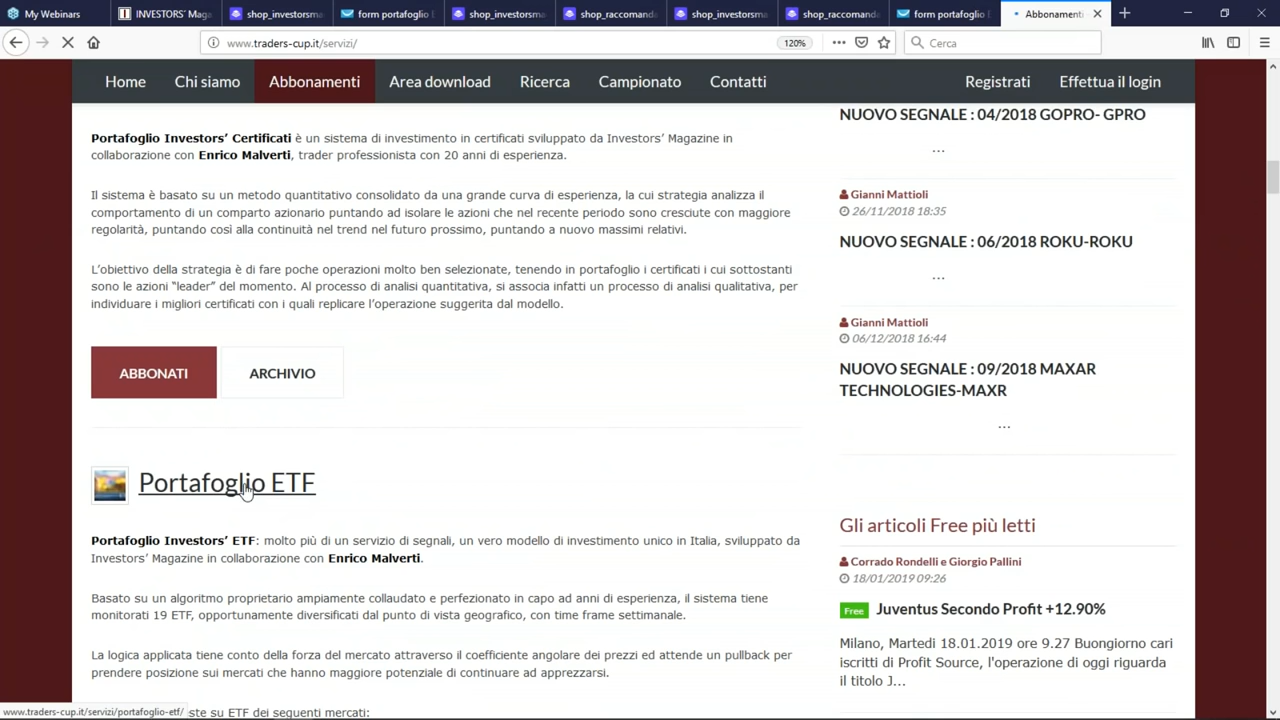 My Webinars
INVESTORS' Maga
shop_investorsma
form portafoglio E
shop_investorsma
shop_raccomanda
shop_investorsma
shop_raccomanda
form portafoglio E
Abbonamenti
www.traders-cup.it/servizi/
120%
Cerca
Home
Chi siamo
Abbonamenti
Area download
Ricerca
Campionato
Contatti
Registrati
Effettua il login
Portafoglio Investors' Certificati è un sistema di investimento in certificati sviluppato da Investors' Magazine in
collaborazione con Enrico Malverti, trader professionista con 20 anni di esperienza.
Il sistema è basato su un metodo quantitativo consolidato da una grande curva di esperienza, la cui strategia analizza il
comportamento di un comparto azionario puntando ad isolare le azioni che nel recente periodo sono cresciute con maggiore
regolarità, puntando così alla continuità nel trend nel futuro prossimo, puntando a nuovo massimi relativi.
L'obiettivo della strategia è di fare poche operazioni molto ben selezionate, tenendo in portafoglio i certificati i cui sottostanti
sono le azioni "leader" del momento. Al processo di analisi quantitativa, si associa infatti un processo di analisi qualitativa, per
individuare i migliori certificati con i quali replicare l'operazione suggerita dal modello.
ABBONATI
ARCHIVIO
Portafoglio ETF
Portafoglio Investors' ETF: molto più di un servizio di segnali, un vero modello di investimento unico in Italia, sviluppato da
Investors' Magazine in collaborazione con Enrico Malverti.
Basato su un algoritmo proprietario ampiamente collaudato e perfezionato in capo ad anni di esperienza, il sistema tiene
monitorati 19 ETF, opportunamente diversificati dal punto di vista geografico, con time frame settimanale.
La logica applicata tiene conto della forza del mercato attraverso il coefficiente angolare dei prezzi ed attende un pullback per
prendere posizione sui mercati che hanno maggiore potenziale di continuare ad apprezzarsi.
www.traders-cup.it/servizi/portafoglio-etf/
ste su ETF dei seguenti mercati:
NUOVO SEGNALE : 04/2018 GOPRO- GPRO
...
Gianni Mattioli
26/11/2018 18:35
NUOVO SEGNALE : 06/2018 ROKU-ROKU
...
Gianni Mattioli
06/12/2018 16:44
NUOVO SEGNALE : 09/2018 MAXAR
TECHNOLOGIES-MAXR
...
Gli articoli Free più letti
Corrado Rondelli e Giorgio Pallini
18/01/2019 09:26
Free Juventus Secondo Profit +12.90%
Milano, Martedì 18.01.2019 ore 9.27 Buongiorno cari
iscritti di Profit Source, l'operazione di oggi riguarda
il titolo J...